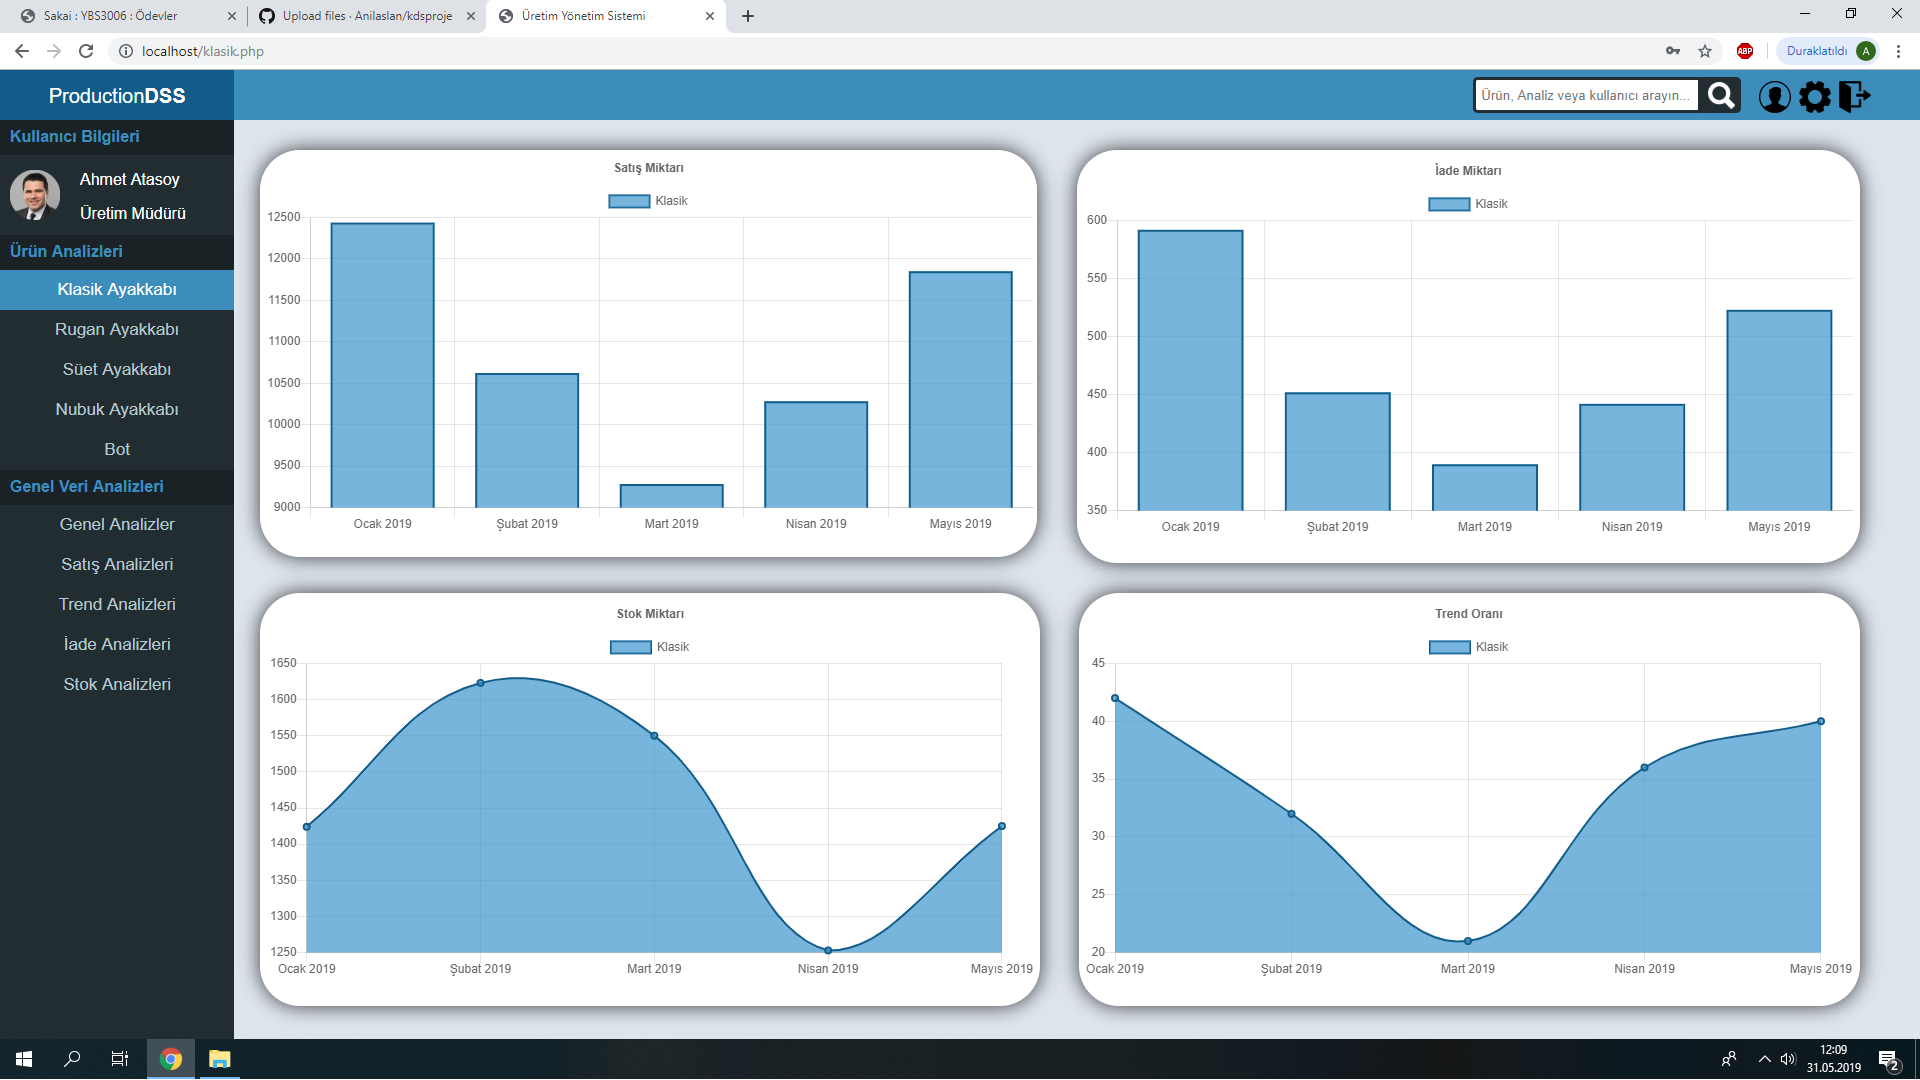 Sakai : YBS3006 : Ödevler
Upload files · Anilaslan/kdsproje
Üretim Yönetim Sistemi
localhost/klasik.php
ABP
Duraklatıldı
A
ProductionDSS
Ürün, Analiz veya kullanıcı arayın...
Kullanıcı Bilgileri
Ahmet Atasoy
Üretim Müdürü
Ürün Analizleri
Klasik Ayakkabı
Rugan Ayakkabı
Süet Ayakkabı
Nubuk Ayakkabı
Bot
Genel Veri Analizleri
Genel Analizler
Satış Analizleri
Trend Analizleri
İade Analizleri
Stok Analizleri
Satış Miktarı
Klasik
12500
12000
11500
11000
10500
10000
9500
9000
Ocak 2019 Şubat 2019 Mart 2019 Nisan 2019 Mayıs 2019
İade Miktarı
Klasik
600
550
500
450
400
350
Ocak 2019 Şubat 2019 Mart 2019 Nisan 2019 Mayıs 2019
Stok Miktarı
Klasik
1650
1600
1550
1500
1450
1400
1350
1300
1250
Ocak 2019 Şubat 2019 Mart 2019 Nisan 2019 Mayıs 2019
Trend Oranı
Klasik
45
40
35
30
25
20
Ocak 2019 Şubat 2019 Mart 2019 Nisan 2019 Mayıs 2019
12:09
31.05.2019
2